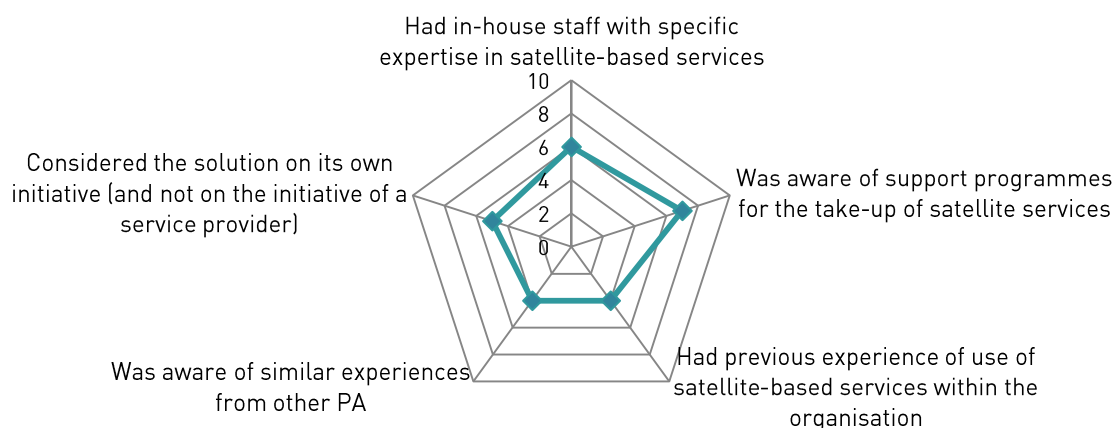 Had in-house staff with specific
expertise in satellite-based services
10
8
6
4
2
0
Was aware of support programmes
for the take-up of satellite services
Had previous experience of use of
satellite-based services within the
organisation
Was aware of similar experiences
from other PA
Considered the solution on its own
initiative (and not on the initiative of a
service provider)